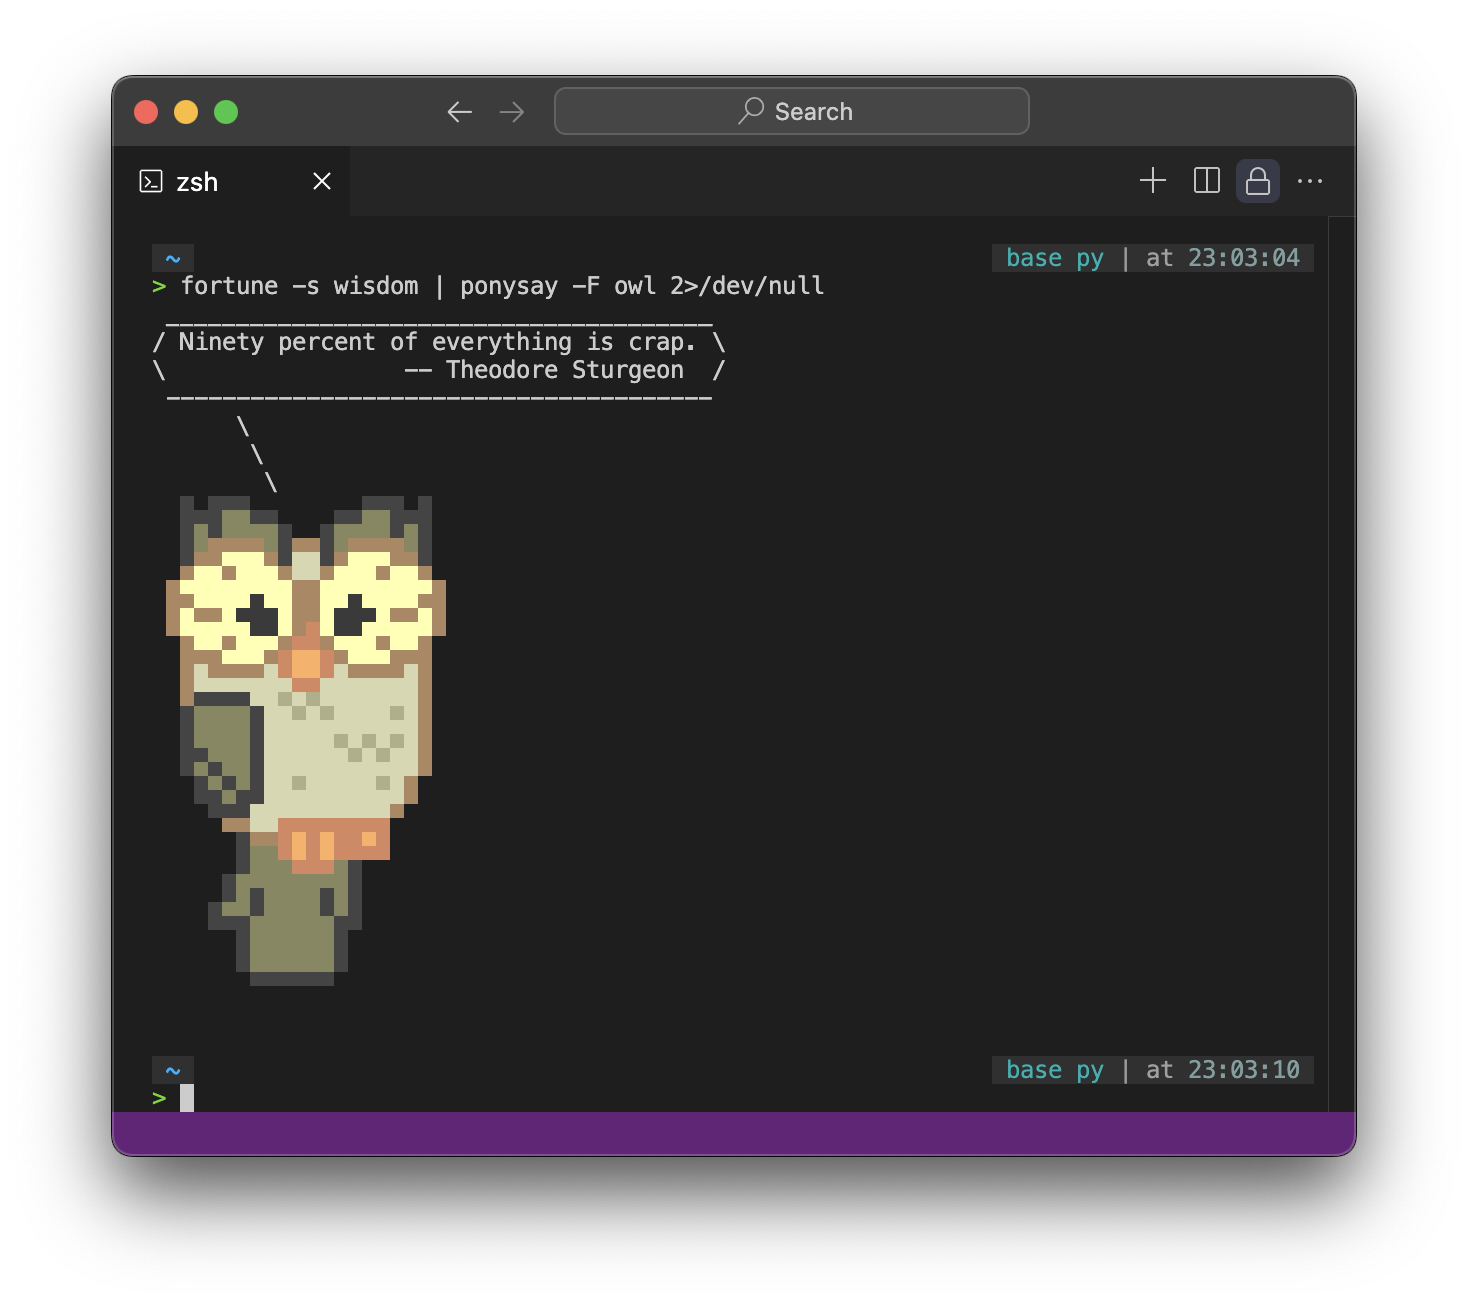 Search
zsh
~ base py | at 23:03:04
> fortune -s wisdom | ponysay -F owl 2>/dev/null
_______________________________________
/ Ninety percent of everything is crap. \
\                 -- Theodore Sturgeon  /
---------------------------------------
\
\
\
~ base py | at 23:03:10
>